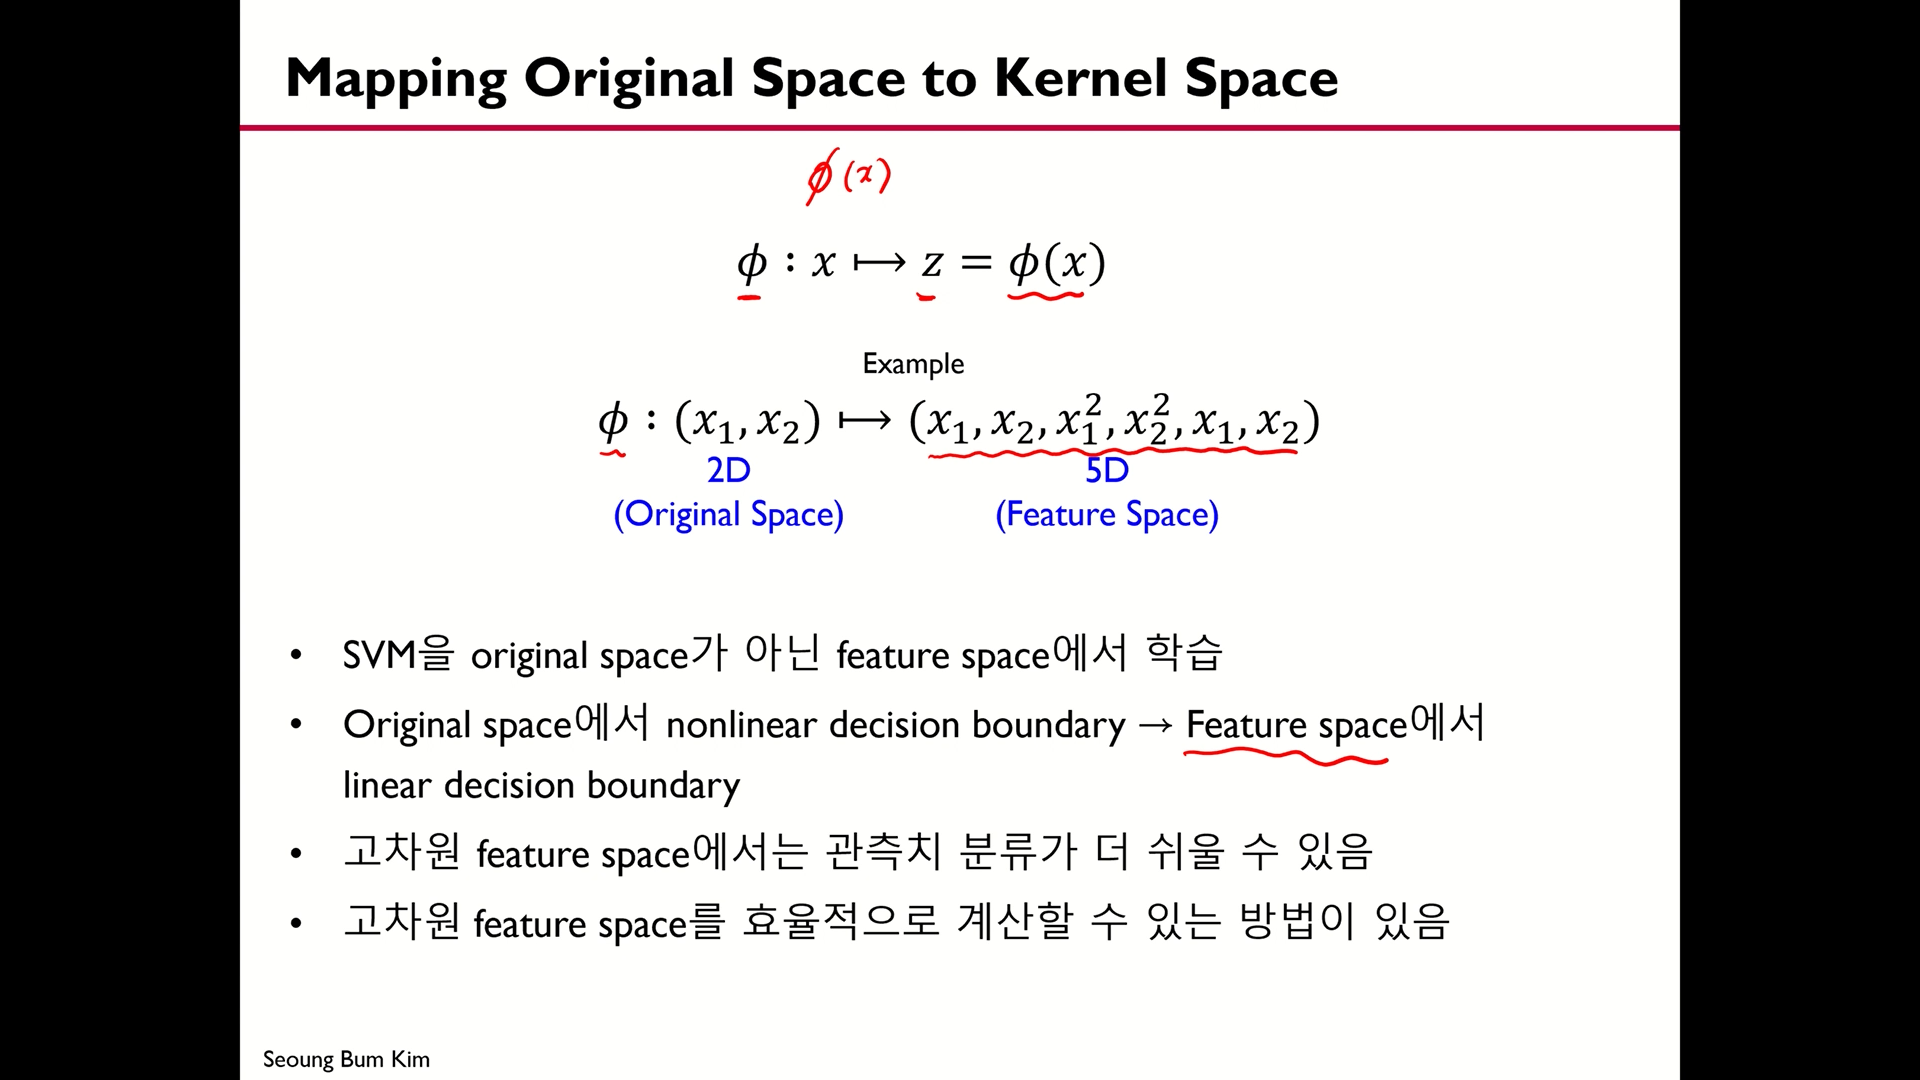 Mapping Original Space to Kernel Space
ϕ(x)
ϕ : x ⟼ z = ϕ(x)
Example
ϕ : (x₁, x₂) ⟼ (x₁, x₂, x₁², x₂², x₁, x₂)
2D 5D
(Original Space) (Feature Space)
• SVM을 original space가 아닌 feature space에서 학습
• Original space에서 nonlinear decision boundary → Feature space에서
linear decision boundary
• 고차원 feature space에서는 관측치 분류가 더 쉬울 수 있음
• 고차원 feature space를 효율적으로 계산할 수 있는 방법이 있음
Seoung Bum Kim